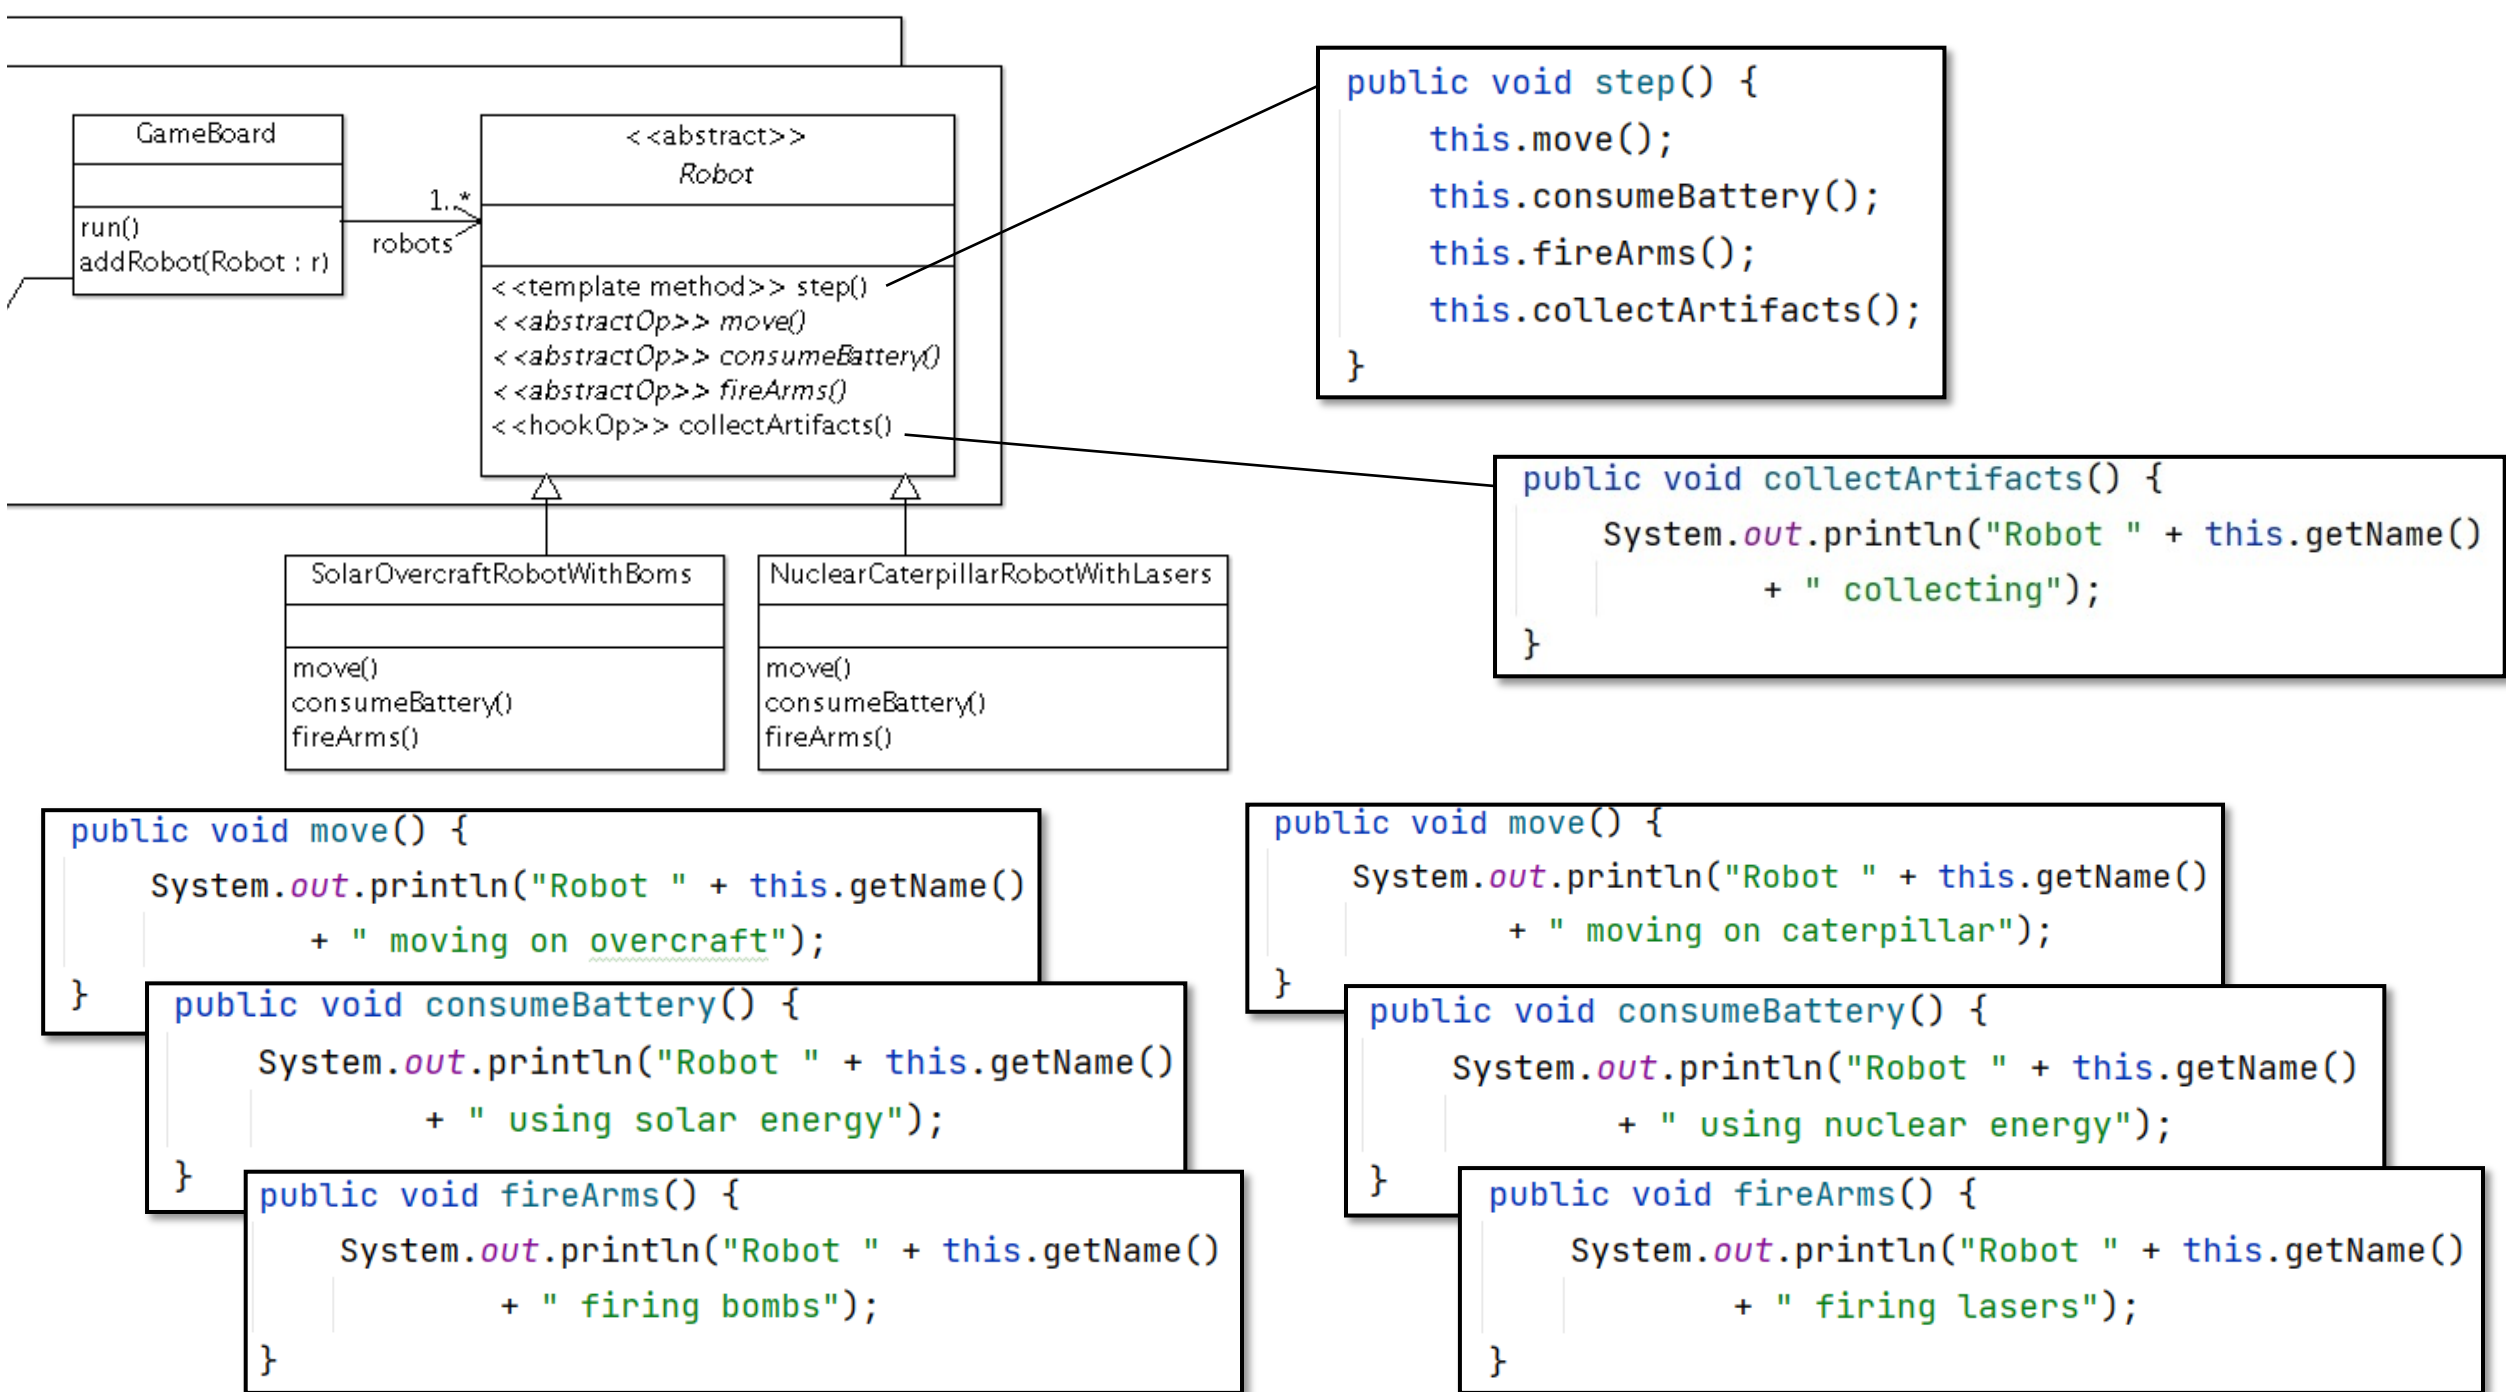 GameBoard
run()
addRobot(Robot : r)
1..*
robots
<<abstract>>
Robot
<<template method>> step()
<<abstractOp>> move()
<<abstractOp>> consumeBattery()
<<abstractOp>> fireArms()
<<hookOp>> collectArtifacts()
public void step() {
this.move();
this.consumeBattery();
this.fireArms();
this.collectArtifacts();
}
public void collectArtifacts() {
System.out.println("Robot " + this.getName()
+ " collecting");
}
SolarOvercraftRobotWithBoms
move()
consumeBattery()
fireArms()
NuclearCaterpillarRobotWithLasers
move()
consumeBattery()
fireArms()
public void move() {
System.out.println("Robot " + this.getName()
+ " moving on overcraft");
}
public void consumeBattery() {
System.out.println("Robot " + this.getName()
+ " using solar energy");
}
public void fireArms() {
System.out.println("Robot " + this.getName()
+ " firing bombs");
}
public void move() {
System.out.println("Robot " + this.getName()
+ " moving on caterpillar");
}
public void consumeBattery() {
System.out.println("Robot " + this.getName()
+ " using nuclear energy");
}
public void fireArms() {
System.out.println("Robot " + this.getName()
+ " firing lasers");
}